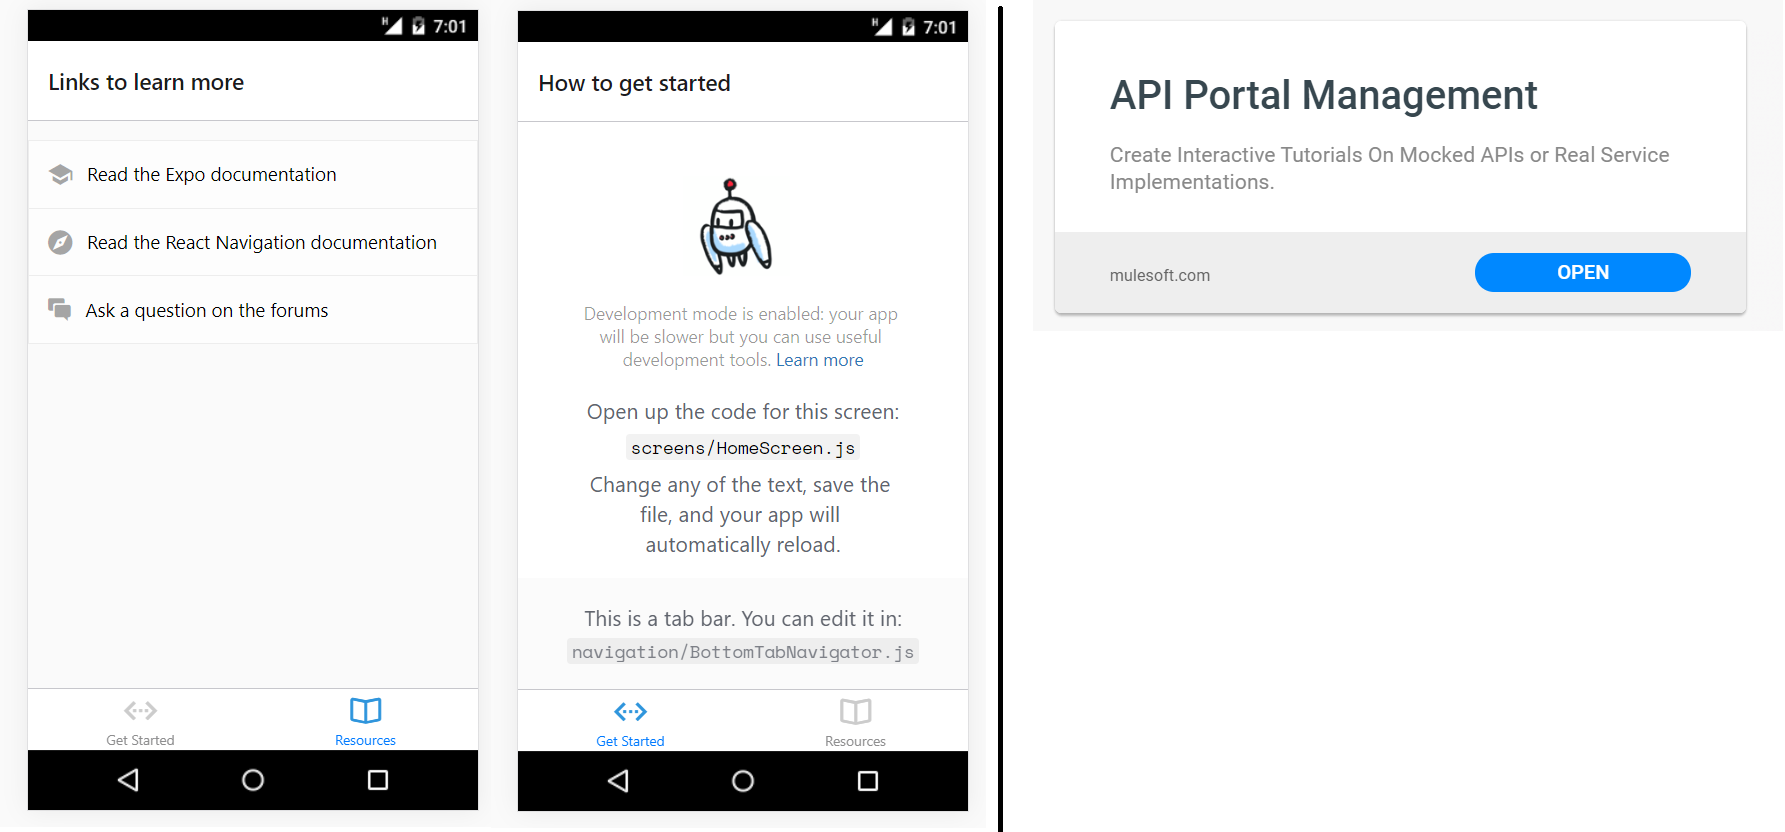 H 7:01
Links to learn more
Read the Expo documentation
Read the React Navigation documentation
Ask a question on the forums
Get Started
Resources
H 7:01
How to get started
Development mode is enabled: your app
will be slower but you can use useful
development tools. Learn more
Open up the code for this screen:
screens/HomeScreen.js
Change any of the text, save the
file, and your app will
automatically reload.
This is a tab bar. You can edit it in:
navigation/BottomTabNavigator.js
Get Started
Resources
API Portal Management
Create Interactive Tutorials On Mocked APIs or Real Service
Implementations.
mulesoft.com
OPEN